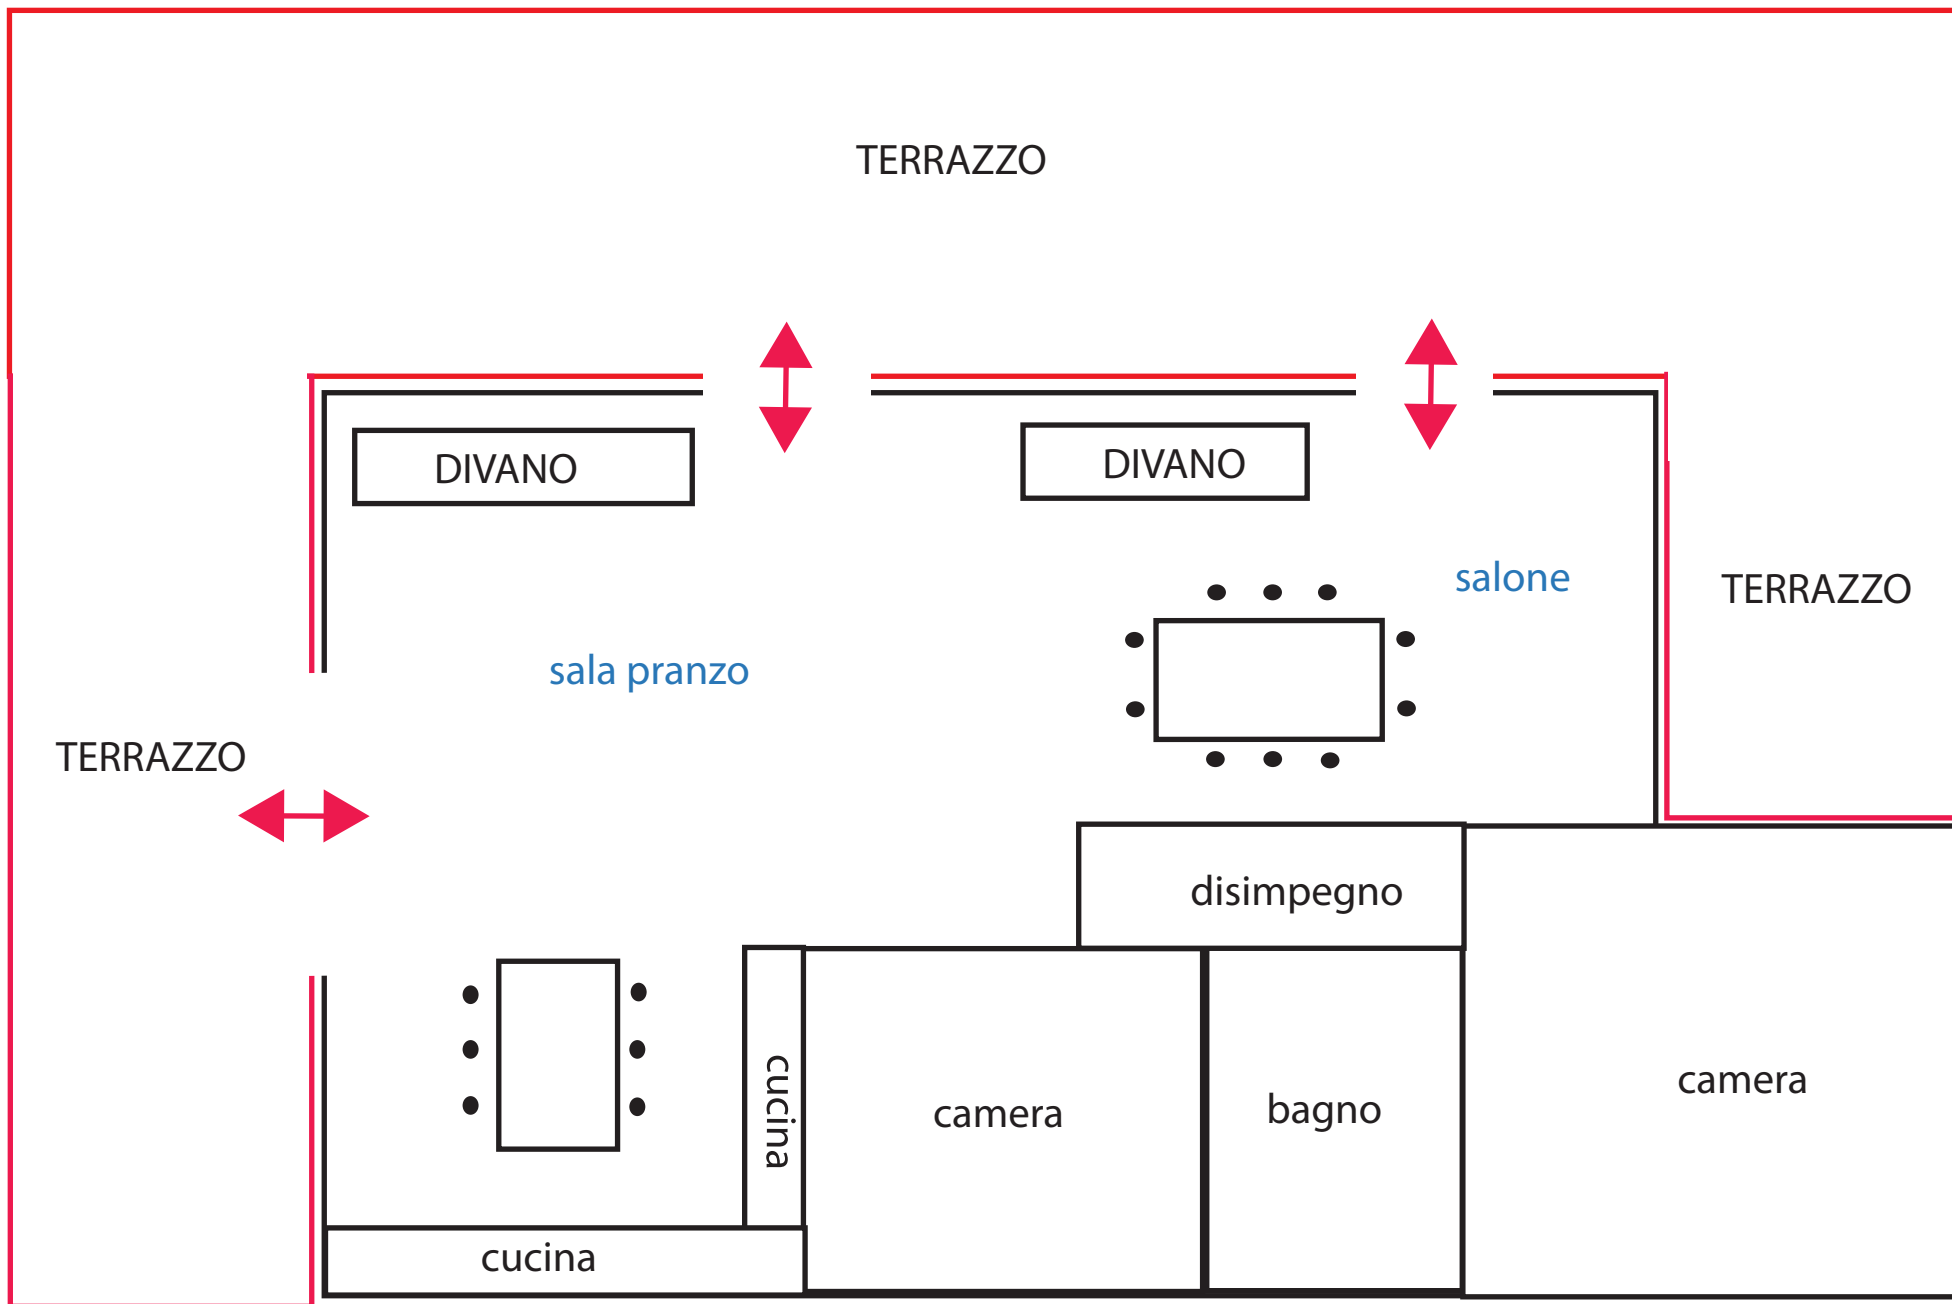 TERRAZZO
DIVANO
DIVANO
salone
TERRAZZO
sala pranzo
TERRAZZO
disimpegno
cucina
camera
bagno
camera
cucina